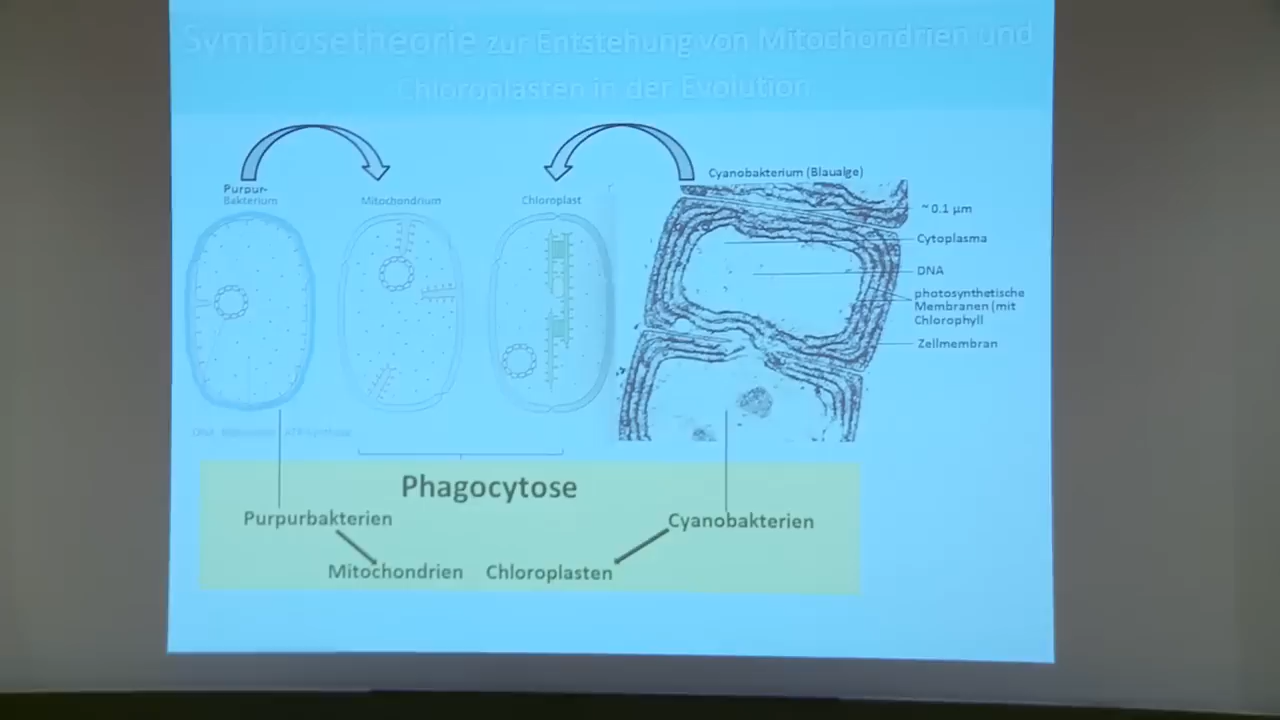 Symbiosetheorie zur Entstehung von Mitochondrien und
Chloroplasten in der Evolution
Purpur-
Bakterium
Mitochondrium
Chloroplast
Cyanobakterium (Blaualge)
~ 0.1 µm
Cytoplasma
DNA
photosynthetische
Membranen (mit
Chlorophyll
Zellmembran
DNA
Phagocytose
Purpurbakterien
Cyanobakterien
Mitochondrien
Chloroplasten